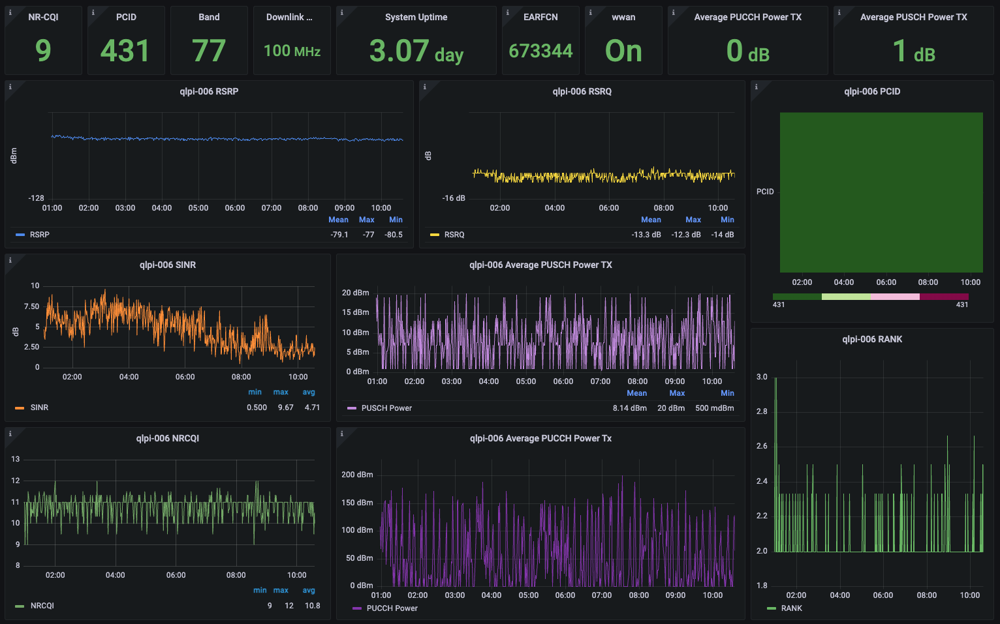 NR-CQI
9
PCID
431
Band
77
Downlink ...
100 MHz
System Uptime
3.07 day
EARFCN
673344
wwan
On
Average PUCCH Power TX
0 dB
Average PUSCH Power TX
1 dB
qlpi-006 RSRP
dBm
-128
01:00 02:00 03:00 04:00 05:00 06:00 07:00 08:00 09:00 10:00
Mean Max Min
RSRP -79.1 -77 -80.5
qlpi-006 RSRQ
dB
-16 dB
02:00 04:00 06:00 08:00 10:00
Mean Max Min
RSRQ -13.3 dB -12.3 dB -14 dB
qlpi-006 PCID
PCID
02:00 04:00 06:00 08:00 10:00
431 431
qlpi-006 SINR
dB
10
7.50
5
2.50
0
02:00 04:00 06:00 08:00 10:00
min max avg
SINR 0.500 9.67 4.71
qlpi-006 Average PUSCH Power TX
20 dBm
15 dBm
10 dBm
5 dBm
0 dBm
01:00 02:00 03:00 04:00 05:00 06:00 07:00 08:00 09:00 10:00
Mean Max Min
PUSCH Power 8.14 dBm 20 dBm 500 mdBm
qlpi-006 RANK
3.0
2.8
2.6
2.4
2.2
2.0
1.8
02:00 04:00 06:00 08:00 10:00
RANK
qlpi-006 NRCQI
13
12
11
10
9
8
02:00 04:00 06:00 08:00 10:00
min max avg
NRCQI 9 12 10.8
qlpi-006 Average PUCCH Power Tx
200 dBm
150 dBm
100 dBm
50 dBm
0 dBm
01:00 02:00 03:00 04:00 05:00 06:00 07:00 08:00 09:00 10:00
PUCCH Power